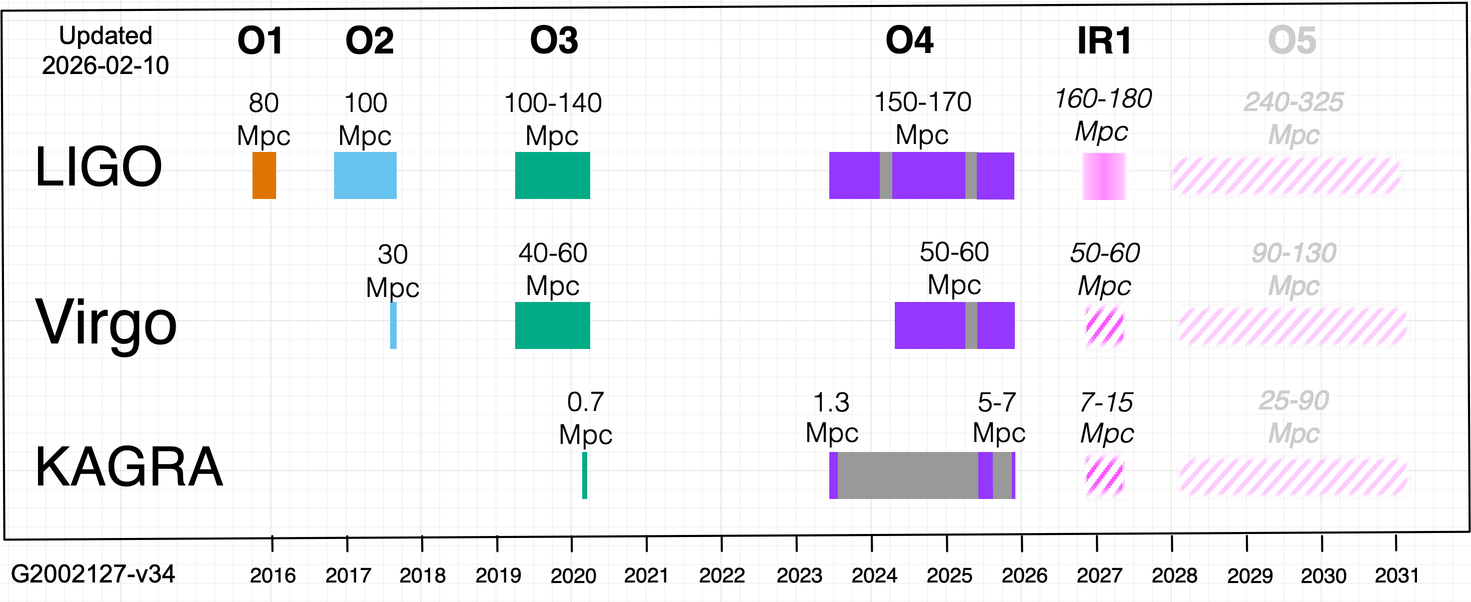 Updated
2026-02-10
O1
O2
O3
O4
IR1
O5
80
Mpc
100
Mpc
100-140
Mpc
150-170
Mpc
160-180
Mpc
240-325
Mpc
LIGO
30
Mpc
40-60
Mpc
50-60
Mpc
50-60
Mpc
90-130
Mpc
Virgo
0.7
Mpc
1.3
Mpc
5-7
Mpc
7-15
Mpc
25-90
Mpc
KAGRA
G2002127-v34
2016
2017
2018
2019
2020
2021
2022
2023
2024
2025
2026
2027
2028
2029
2030
2031